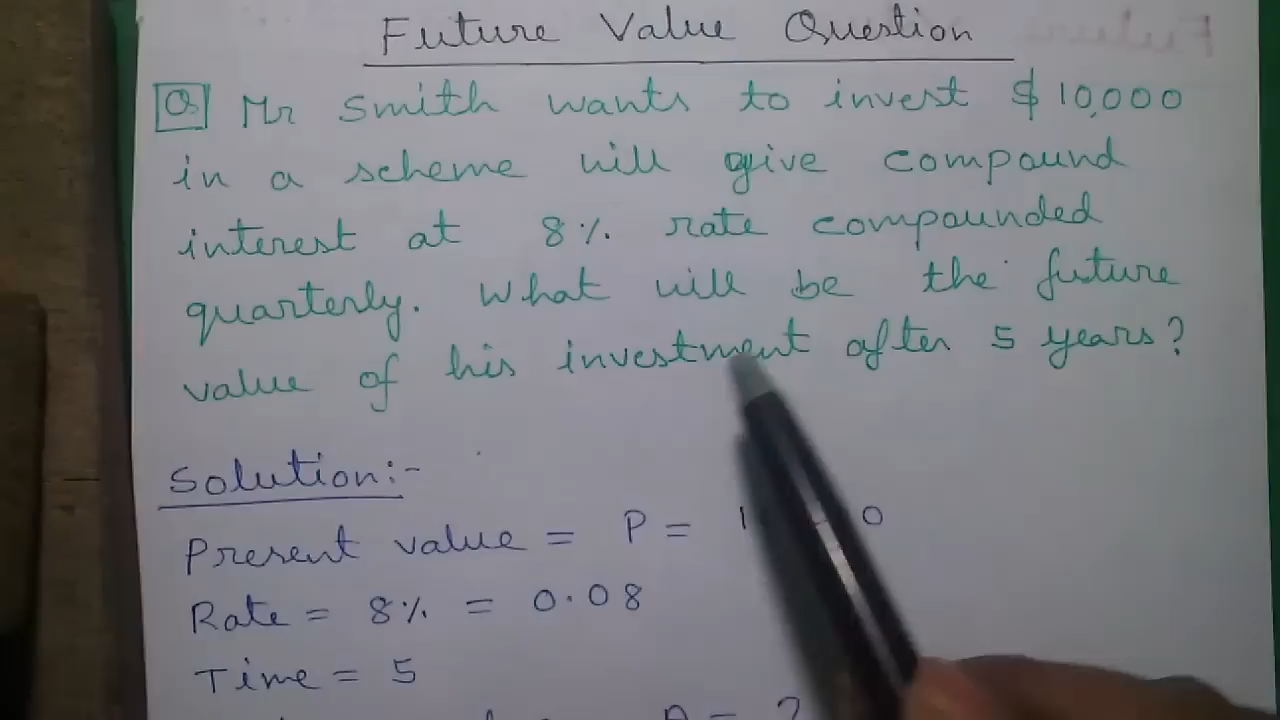 Future Value Question
Q. Mr Smith wants to invest $10,000
in a scheme will give compound
interest at 8% rate compounded
quarterly. What will be the future
value of his investment after 5 years?
Solution:-
Present value = P =
Rate = 8% = 0.08
Time = 5
A = ?